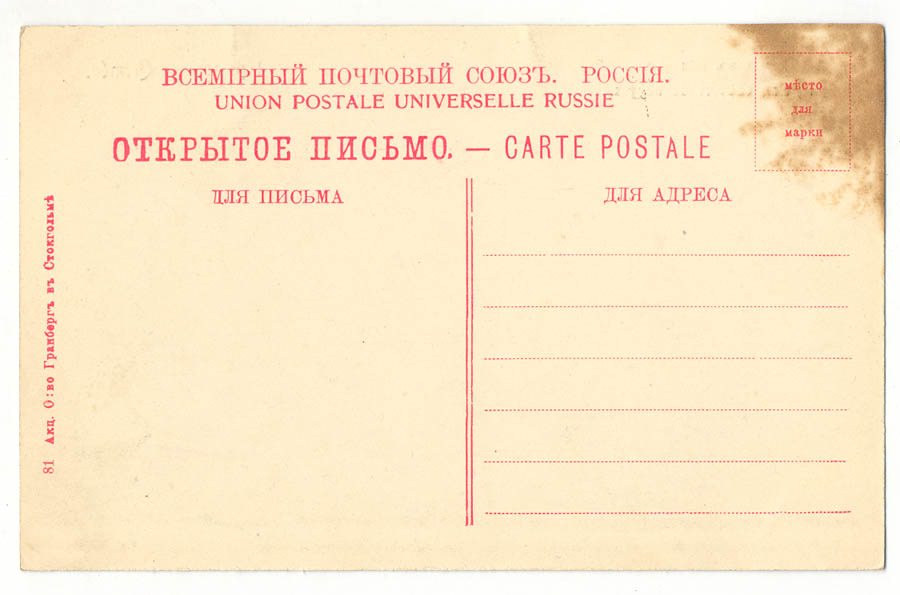 ВСЕМІРНЫЙ ПОЧТОВЫЙ СОЮЗЪ. РОССІЯ.
UNION POSTALE UNIVERSELLE RUSSIE
ОТКРЫТОЕ ПИСЬМО. — CARTE POSTALE
мѣсто
для
марки
ДЛЯ ПИСЬМА
ДЛЯ АДРЕСА
81 Акц. О:во Гранбергъ въ Стокгольмѣ